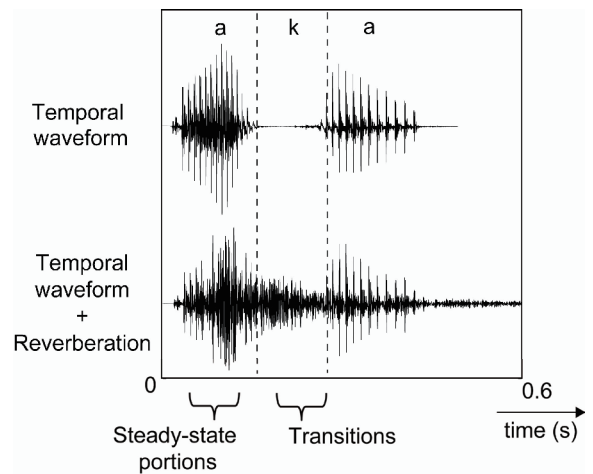 a k a
Temporal
waveform
Temporal
waveform
+
Reverberation
0
0.6
time (s)
Steady-state
portions
Transitions